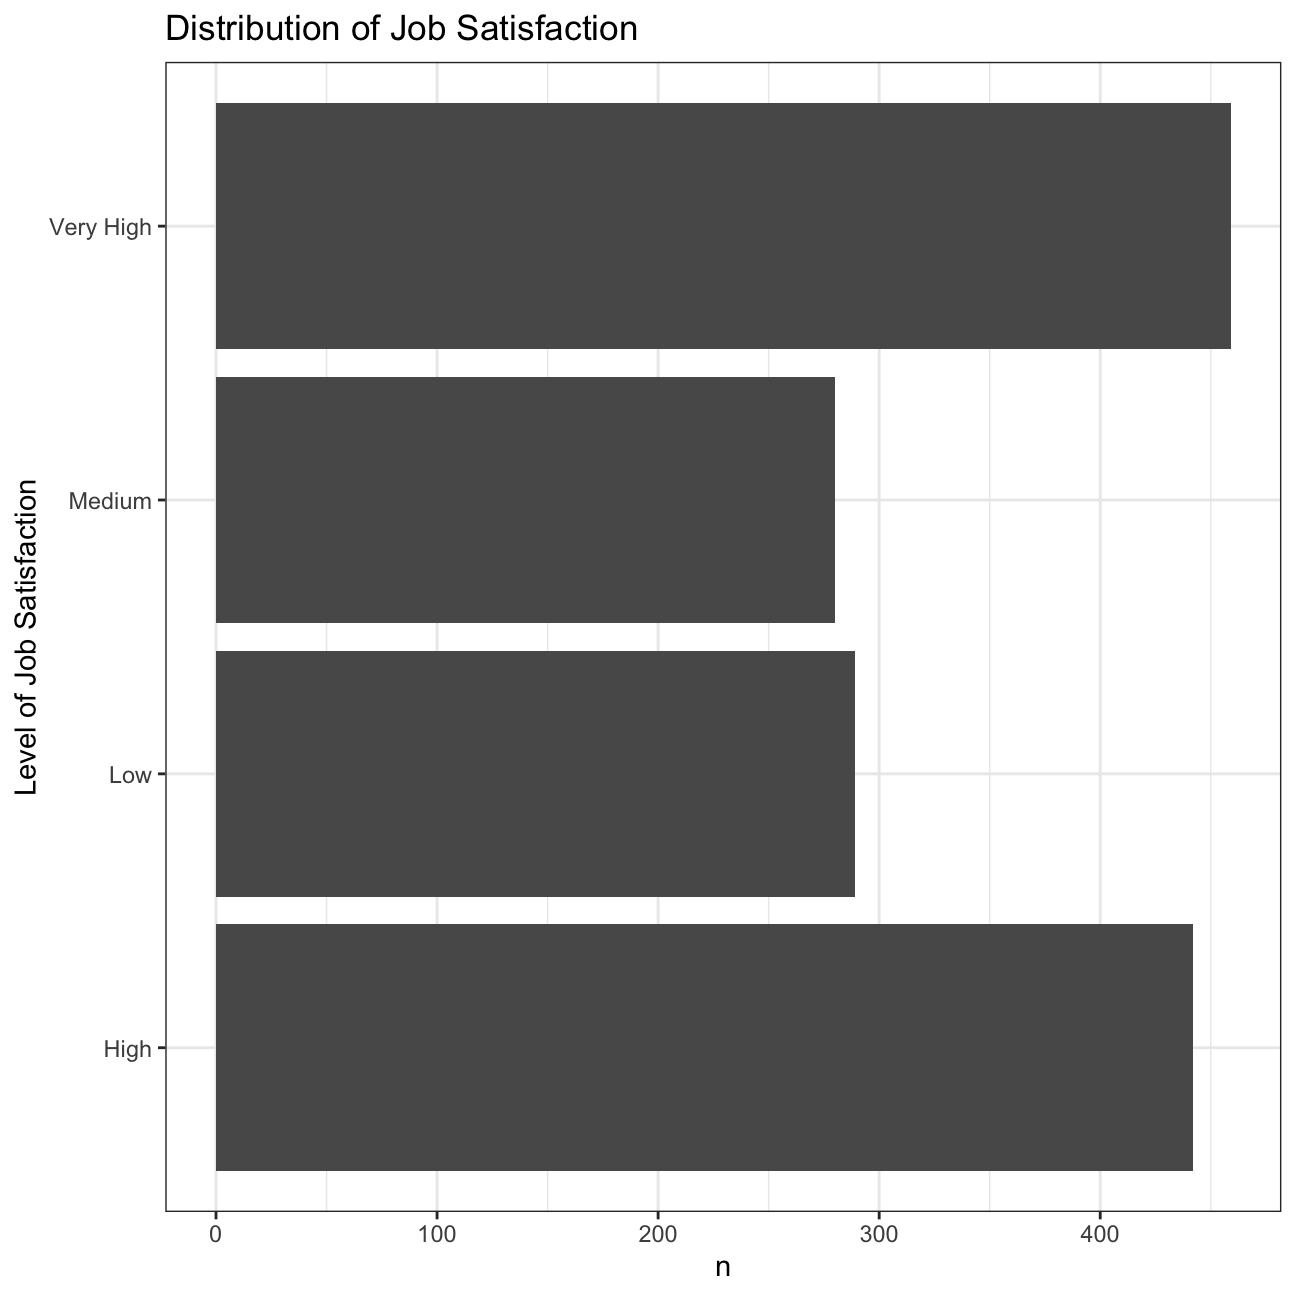 Distribution of Job Satisfaction
Level of Job Satisfaction
Very High
Medium
Low
High
0 100 200 300 400
n